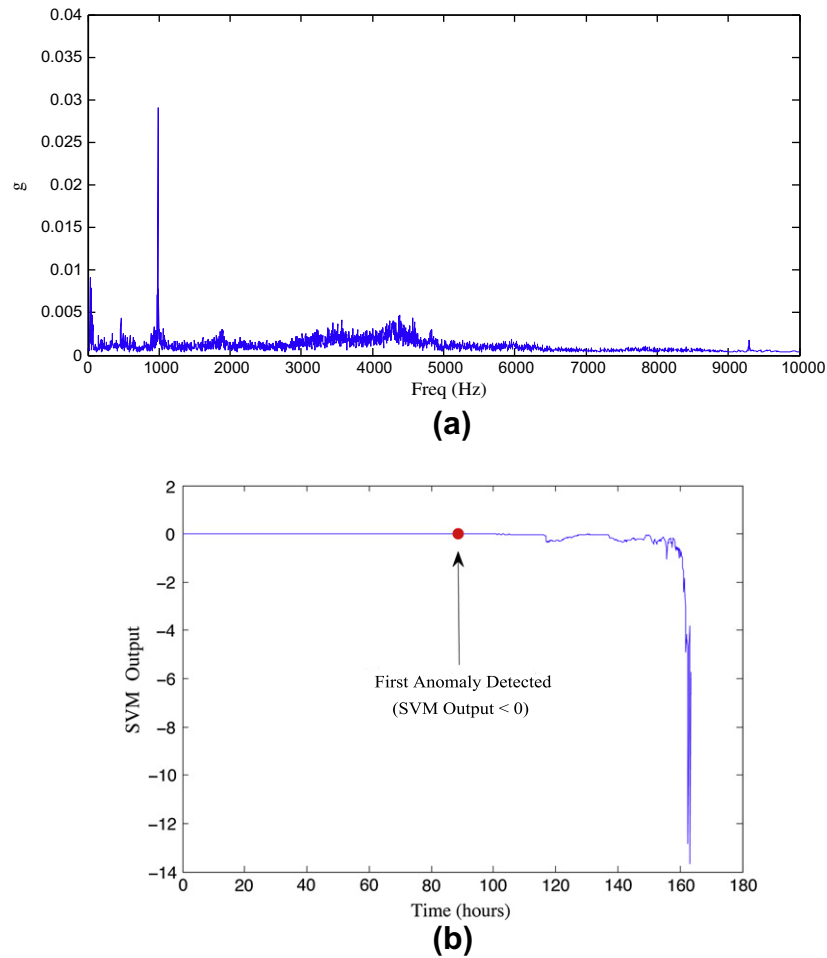 0.04
0.035
0.03
0.025
0.02
0.015
0.01
0.005
0
g
0 1000 2000 3000 4000 5000 6000 7000 8000 9000 10000
Freq (Hz)
(a)
2
0
−2
−4
−6
−8
−10
−12
−14
SVM Output
First Anomaly Detected
(SVM Output < 0)
0 20 40 60 80 100 120 140 160 180
Time (hours)
(b)